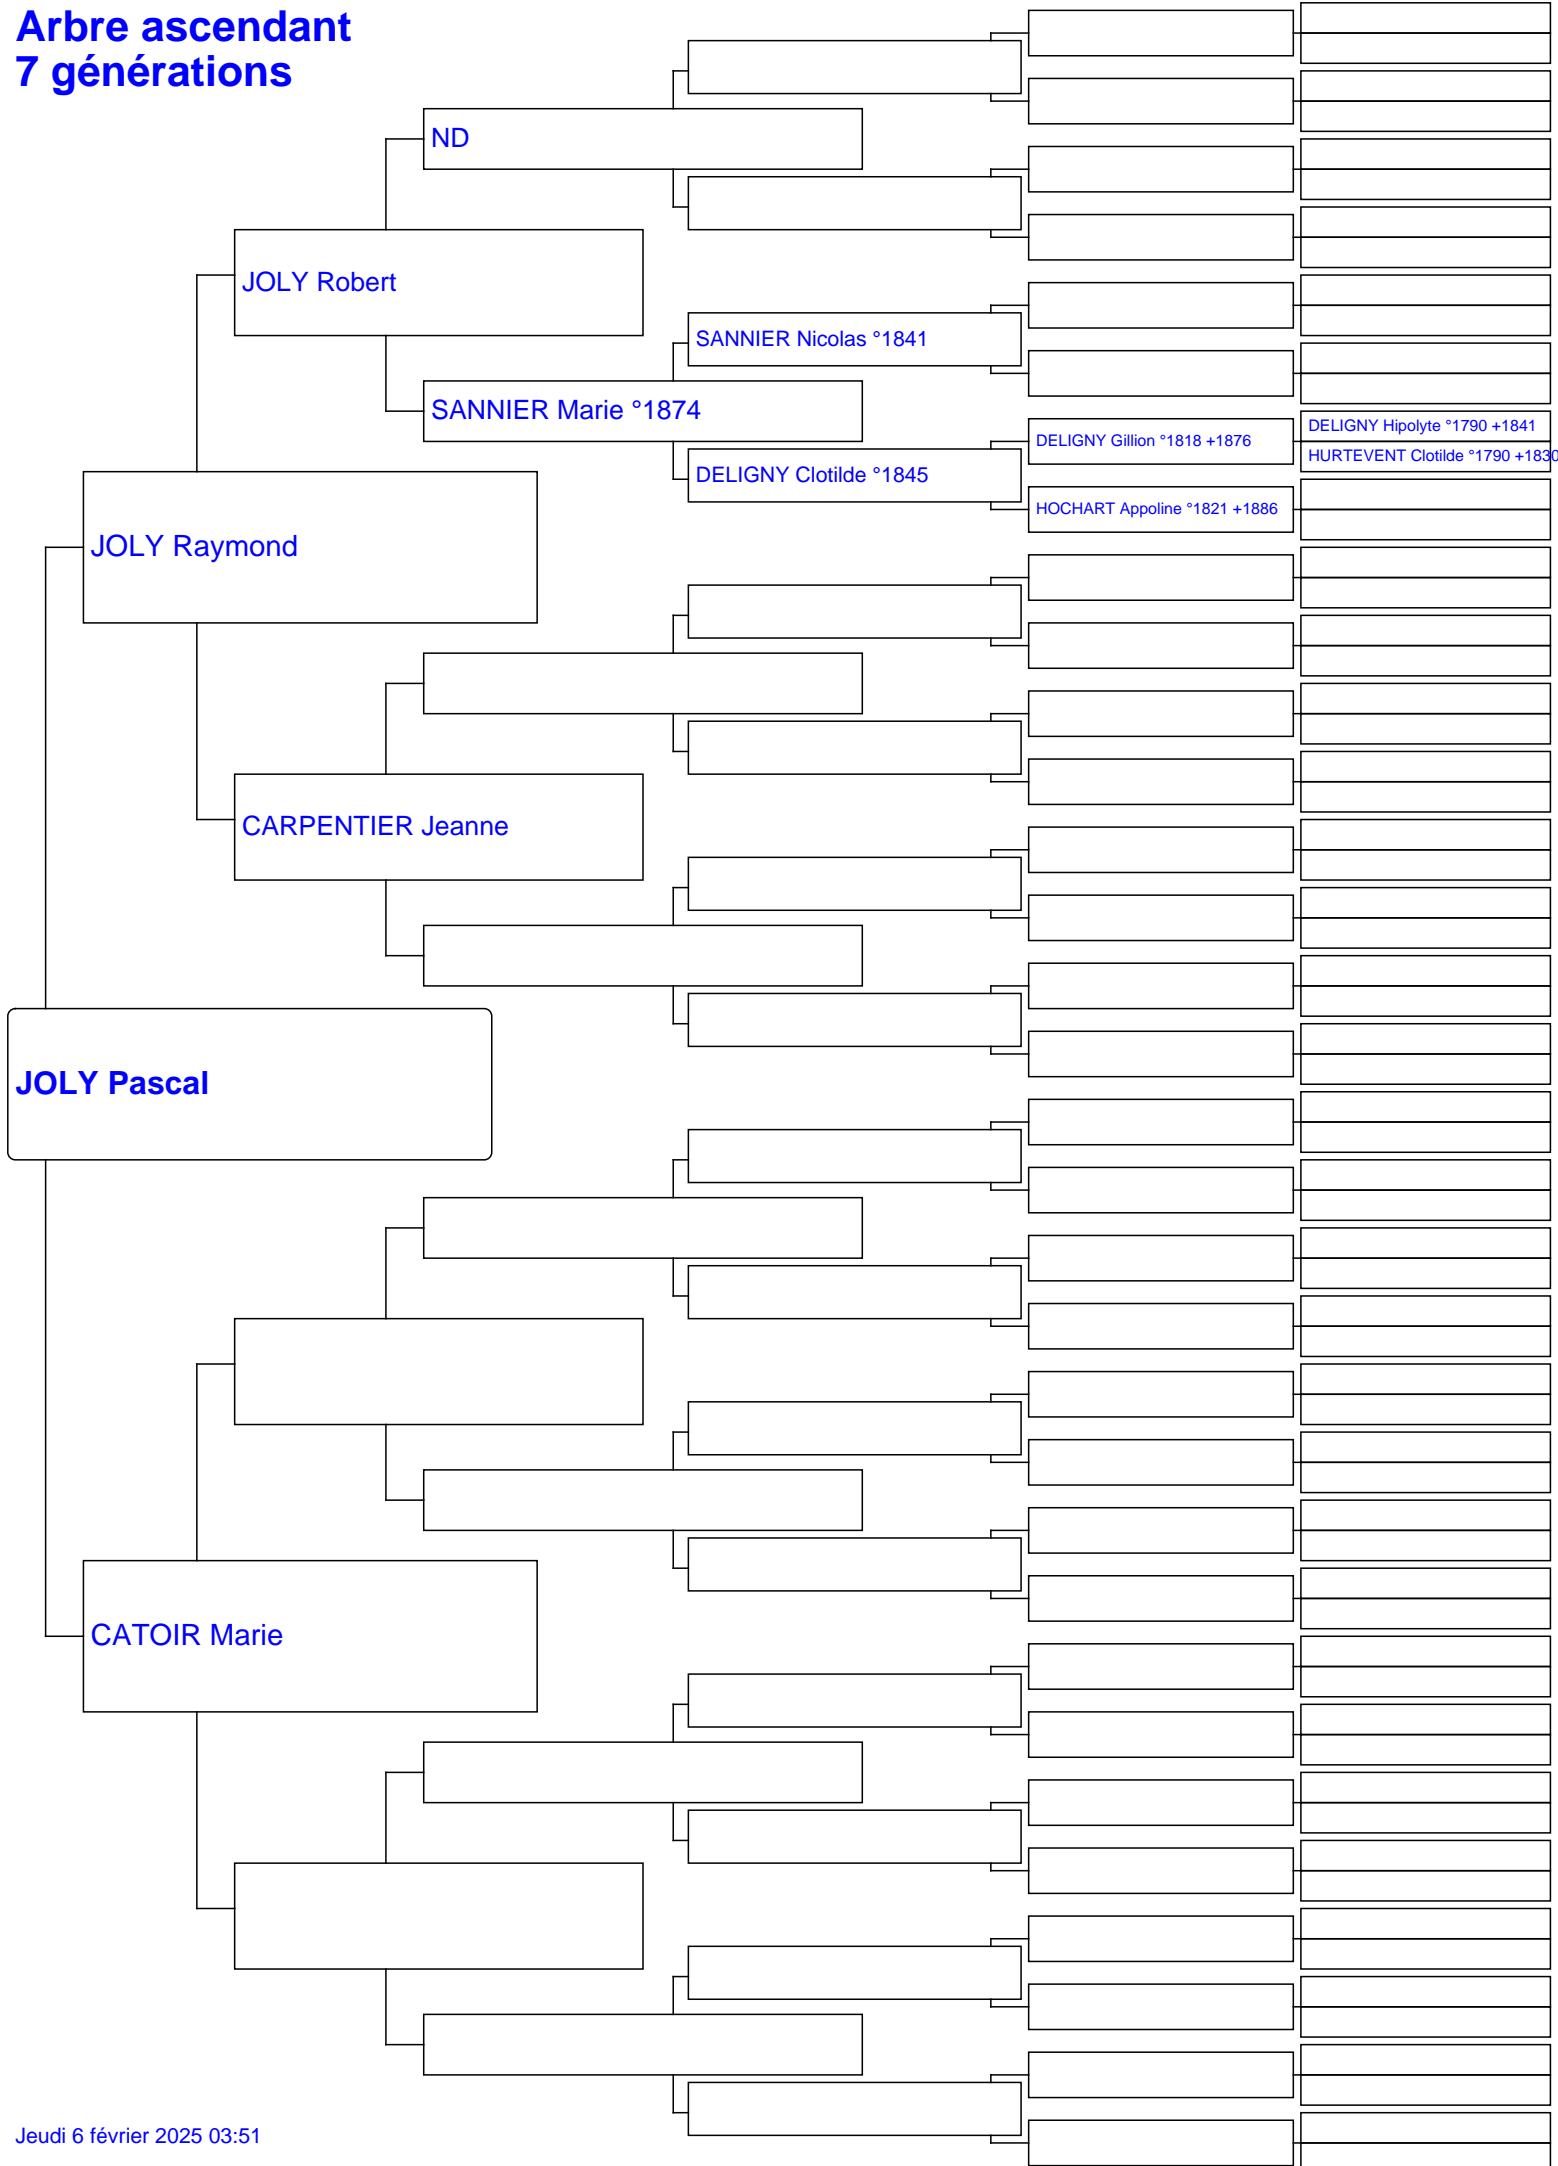 Arbre ascendant
7 générations
ND
JOLY Robert
SANNIER Nicolas °1841
SANNIER Marie °1874
DELIGNY Hipolyte °1790 +1841
DELIGNY Gillion °1818 +1876
HURTEVENT Clotilde °1790 +1830
DELIGNY Clotilde °1845
HOCHART Appoline °1821 +1886
JOLY Raymond
CARPENTIER Jeanne
JOLY Pascal
CATOIR Marie
Jeudi 6 février 2025 03:51